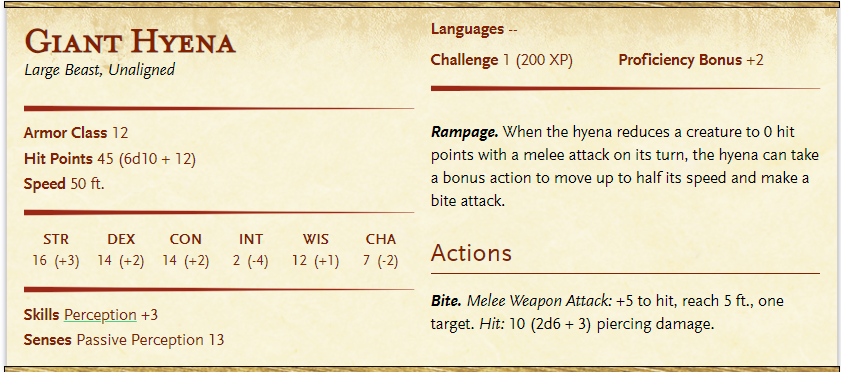 Giant Hyena
Large Beast, Unaligned
Armor Class 12
Hit Points 45 (6d10 + 12)
Speed 50 ft.
STR DEX CON INT WIS CHA
16 (+3) 14 (+2) 14 (+2) 2 (-4) 12 (+1) 7 (-2)
Skills Perception +3
Senses Passive Perception 13
Languages --
Challenge 1 (200 XP) Proficiency Bonus +2
Rampage. When the hyena reduces a creature to 0 hit
points with a melee attack on its turn, the hyena can take
a bonus action to move up to half its speed and make a
bite attack.
Actions
Bite. Melee Weapon Attack: +5 to hit, reach 5 ft., one
target. Hit: 10 (2d6 + 3) piercing damage.